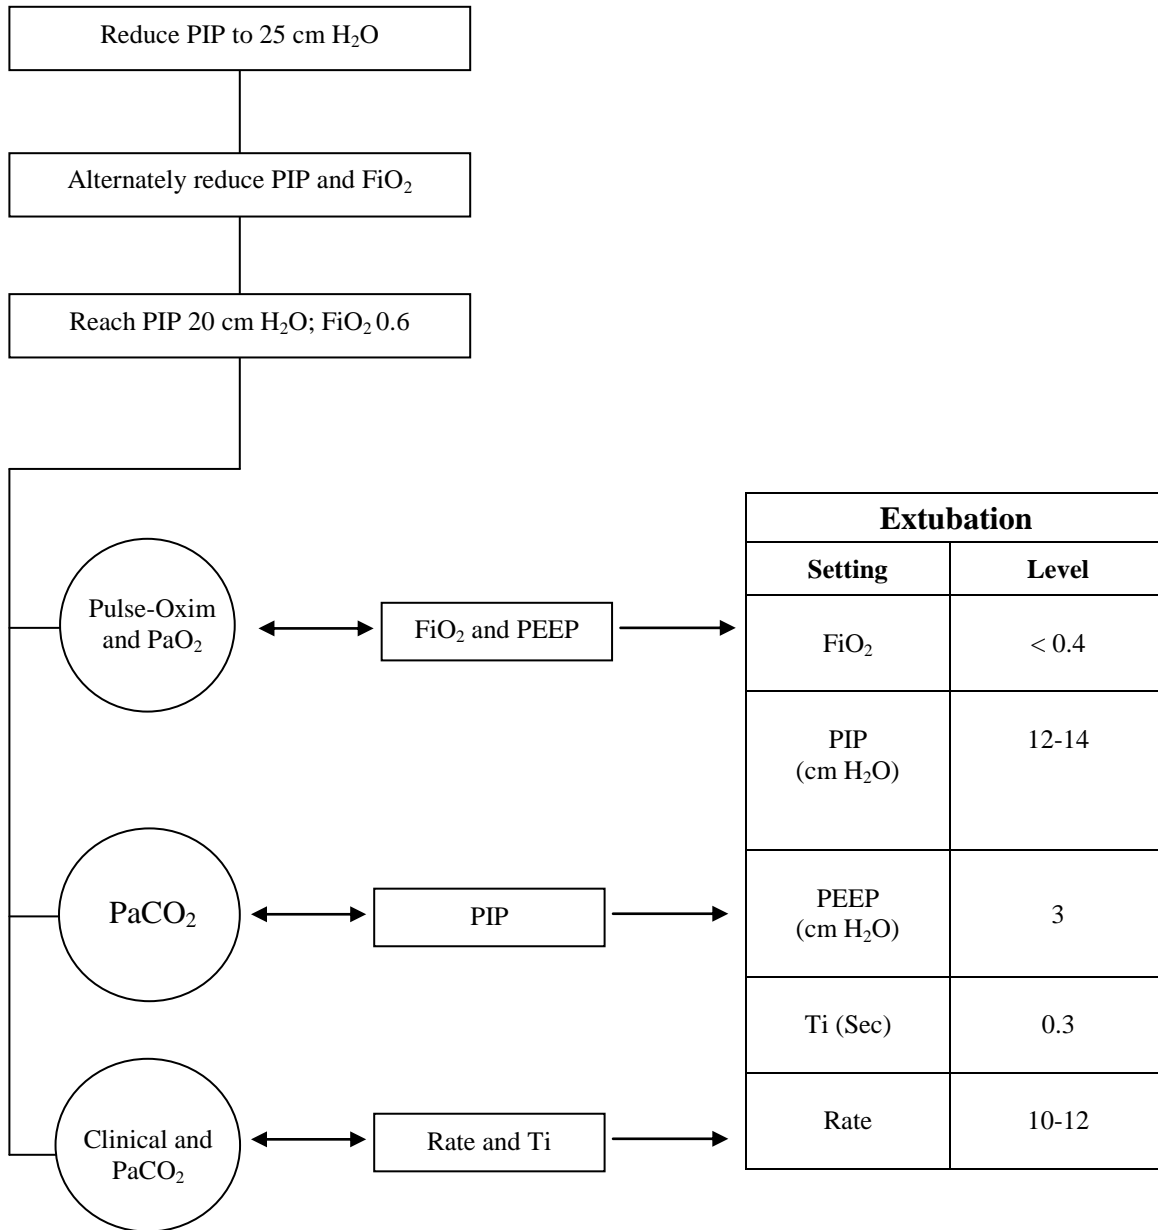 Reduce PIP to 25 cm H₂O
Alternately reduce PIP and FiO₂
Reach PIP 20 cm H₂O; FiO₂ 0.6
Pulse-Oxim
and PaO₂
FiO₂ and PEEP
PaCO₂
PIP
Clinical and
PaCO₂
Rate and Ti
Extubation
Setting Level
FiO₂ < 0.4
PIP 12-14
(cm H₂O)
PEEP
(cm H₂O) 3
Ti (Sec) 0.3
Rate 10-12